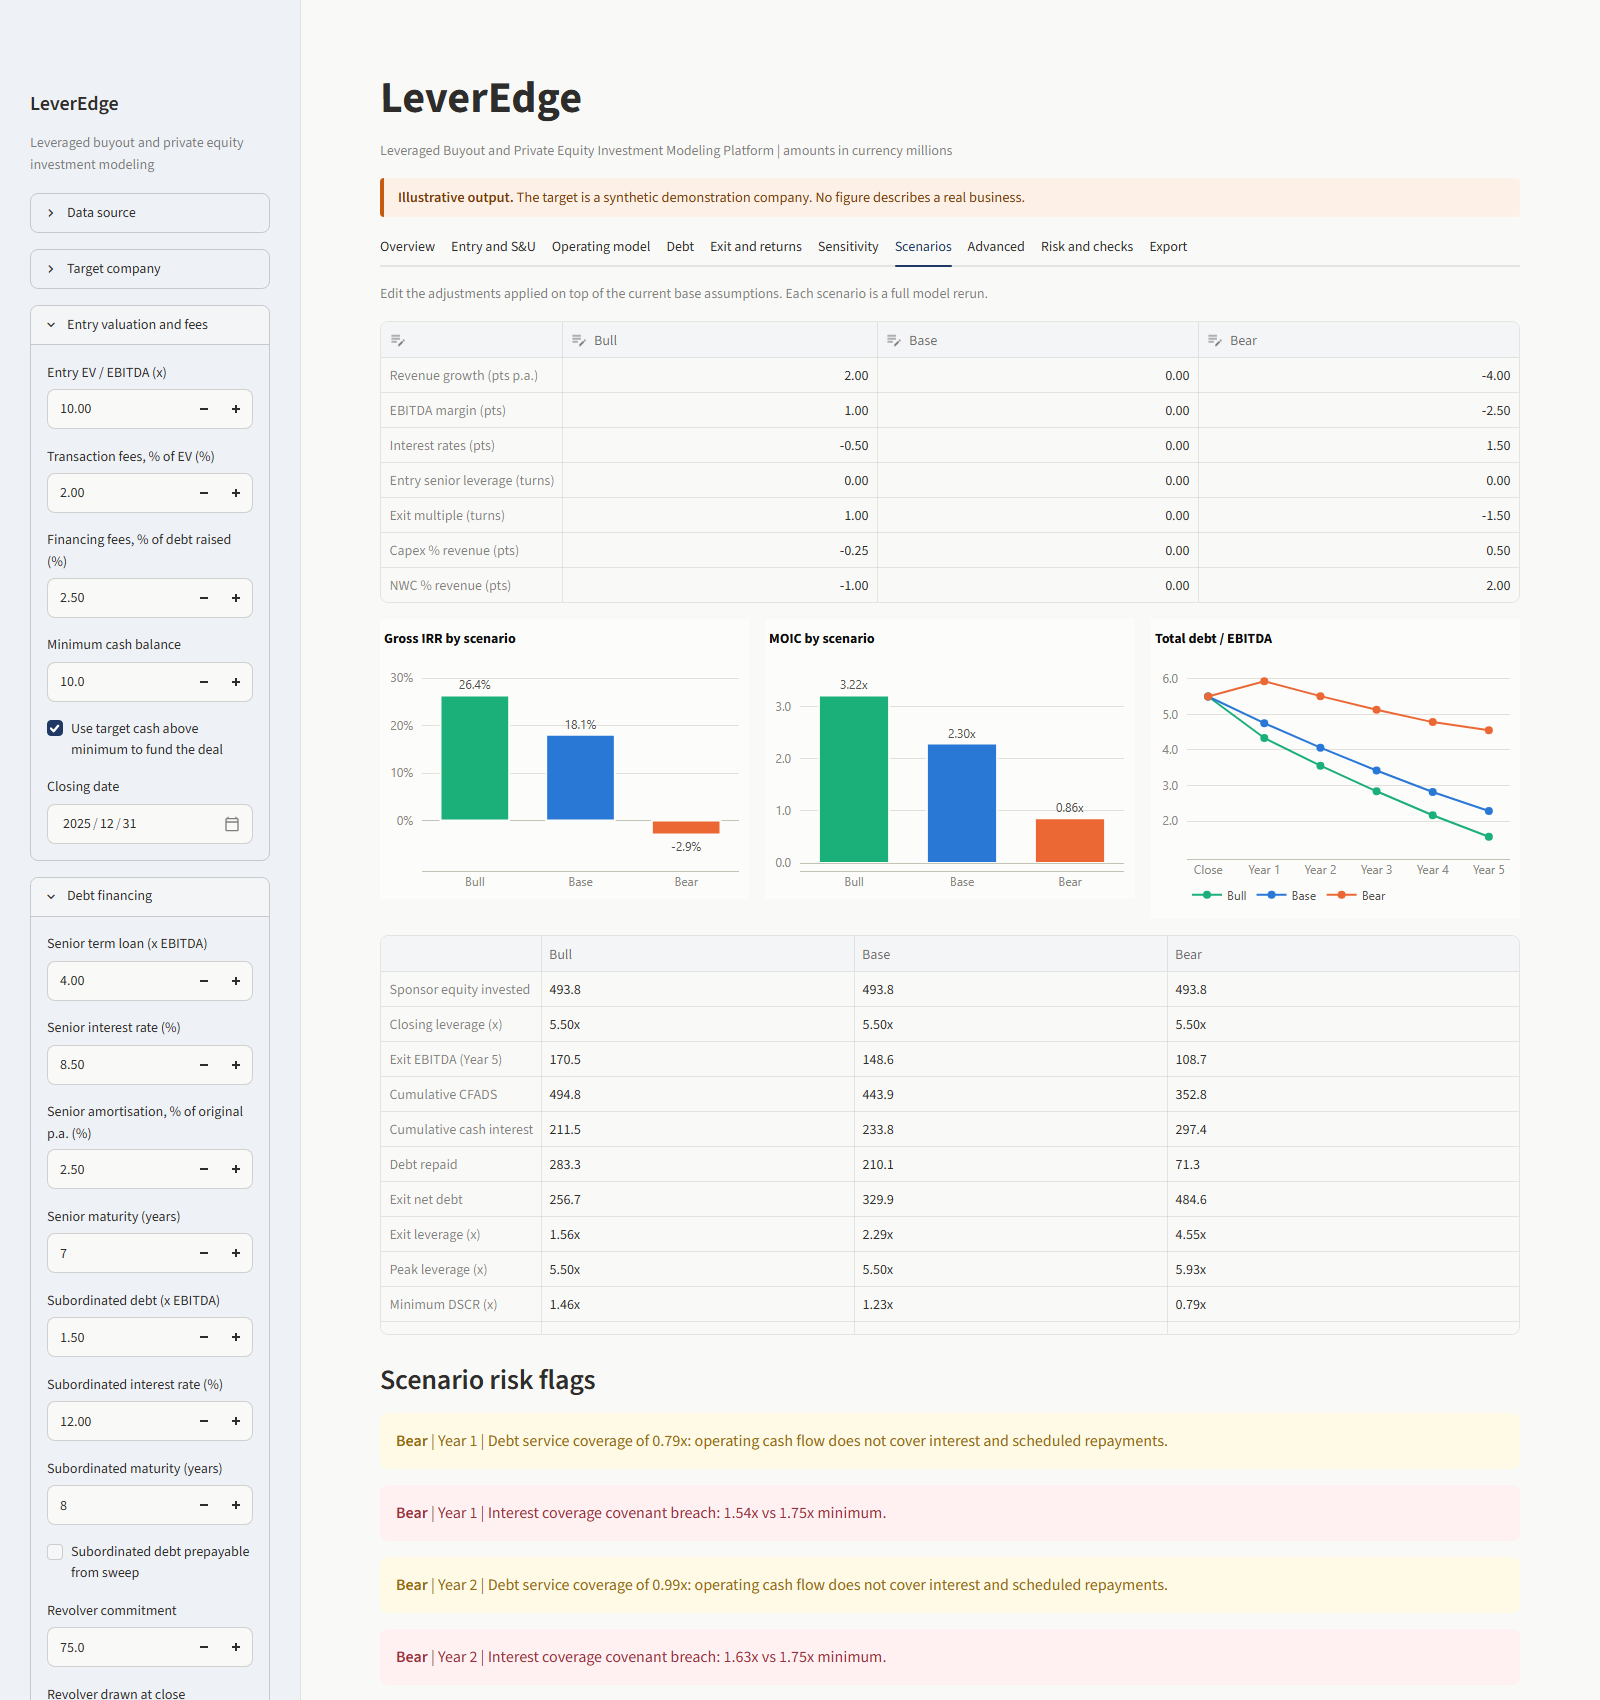 LeverEdge
Leveraged buyout and private equity
investment modeling
Data source
Target company
Entry valuation and fees
Entry EV / EBITDA (x)
10.00
Transaction fees, % of EV (%)
2.00
Financing fees, % of debt raised
(%)
2.50
Minimum cash balance
10.0
Use target cash above
minimum to fund the deal
Closing date
2025 / 12 / 31
Debt financing
Senior term loan (x EBITDA)
4.00
Senior interest rate (%)
8.50
Senior amortisation, % of original
p.a. (%)
2.50
Senior maturity (years)
7
Subordinated debt (x EBITDA)
1.50
Subordinated interest rate (%)
12.00
Subordinated maturity (years)
8
Subordinated debt prepayable
from sweep
Revolver commitment
75.0
Revolver drawn at close
LeverEdge
Leveraged Buyout and Private Equity Investment Modeling Platform | amounts in currency millions
Illustrative output. The target is a synthetic demonstration company. No figure describes a real business.
Overview Entry and S&U Operating model Debt Exit and returns Sensitivity Scenarios Advanced Risk and checks Export
Edit the adjustments applied on top of the current base assumptions. Each scenario is a full model rerun.
Bull Base Bear
Revenue growth (pts p.a.) 2.00 0.00 -4.00
EBITDA margin (pts) 1.00 0.00 -2.50
Interest rates (pts) -0.50 0.00 1.50
Entry senior leverage (turns) 0.00 0.00 0.00
Exit multiple (turns) 1.00 0.00 -1.50
Capex % revenue (pts) -0.25 0.00 0.50
NWC % revenue (pts) -1.00 0.00 2.00
Gross IRR by scenario
30%
20%
10%
0%
26.4%
18.1%
-2.9%
Bull Base Bear
MOIC by scenario
3.0
2.0
1.0
0.0
3.22x
2.30x
0.86x
Bull Base Bear
Total debt / EBITDA
6.0
5.0
4.0
3.0
2.0
Close Year 1 Year 2 Year 3 Year 4 Year 5
Bull Base Bear
Bull Base Bear
Sponsor equity invested 493.8 493.8 493.8
Closing leverage (x) 5.50x 5.50x 5.50x
Exit EBITDA (Year 5) 170.5 148.6 108.7
Cumulative CFADS 494.8 443.9 352.8
Cumulative cash interest 211.5 233.8 297.4
Debt repaid 283.3 210.1 71.3
Exit net debt 256.7 329.9 484.6
Exit leverage (x) 1.56x 2.29x 4.55x
Peak leverage (x) 5.50x 5.50x 5.93x
Minimum DSCR (x) 1.46x 1.23x 0.79x
Scenario risk flags
Bear | Year 1 | Debt service coverage of 0.79x: operating cash flow does not cover interest and scheduled repayments.
Bear | Year 1 | Interest coverage covenant breach: 1.54x vs 1.75x minimum.
Bear | Year 2 | Debt service coverage of 0.99x: operating cash flow does not cover interest and scheduled repayments.
Bear | Year 2 | Interest coverage covenant breach: 1.63x vs 1.75x minimum.